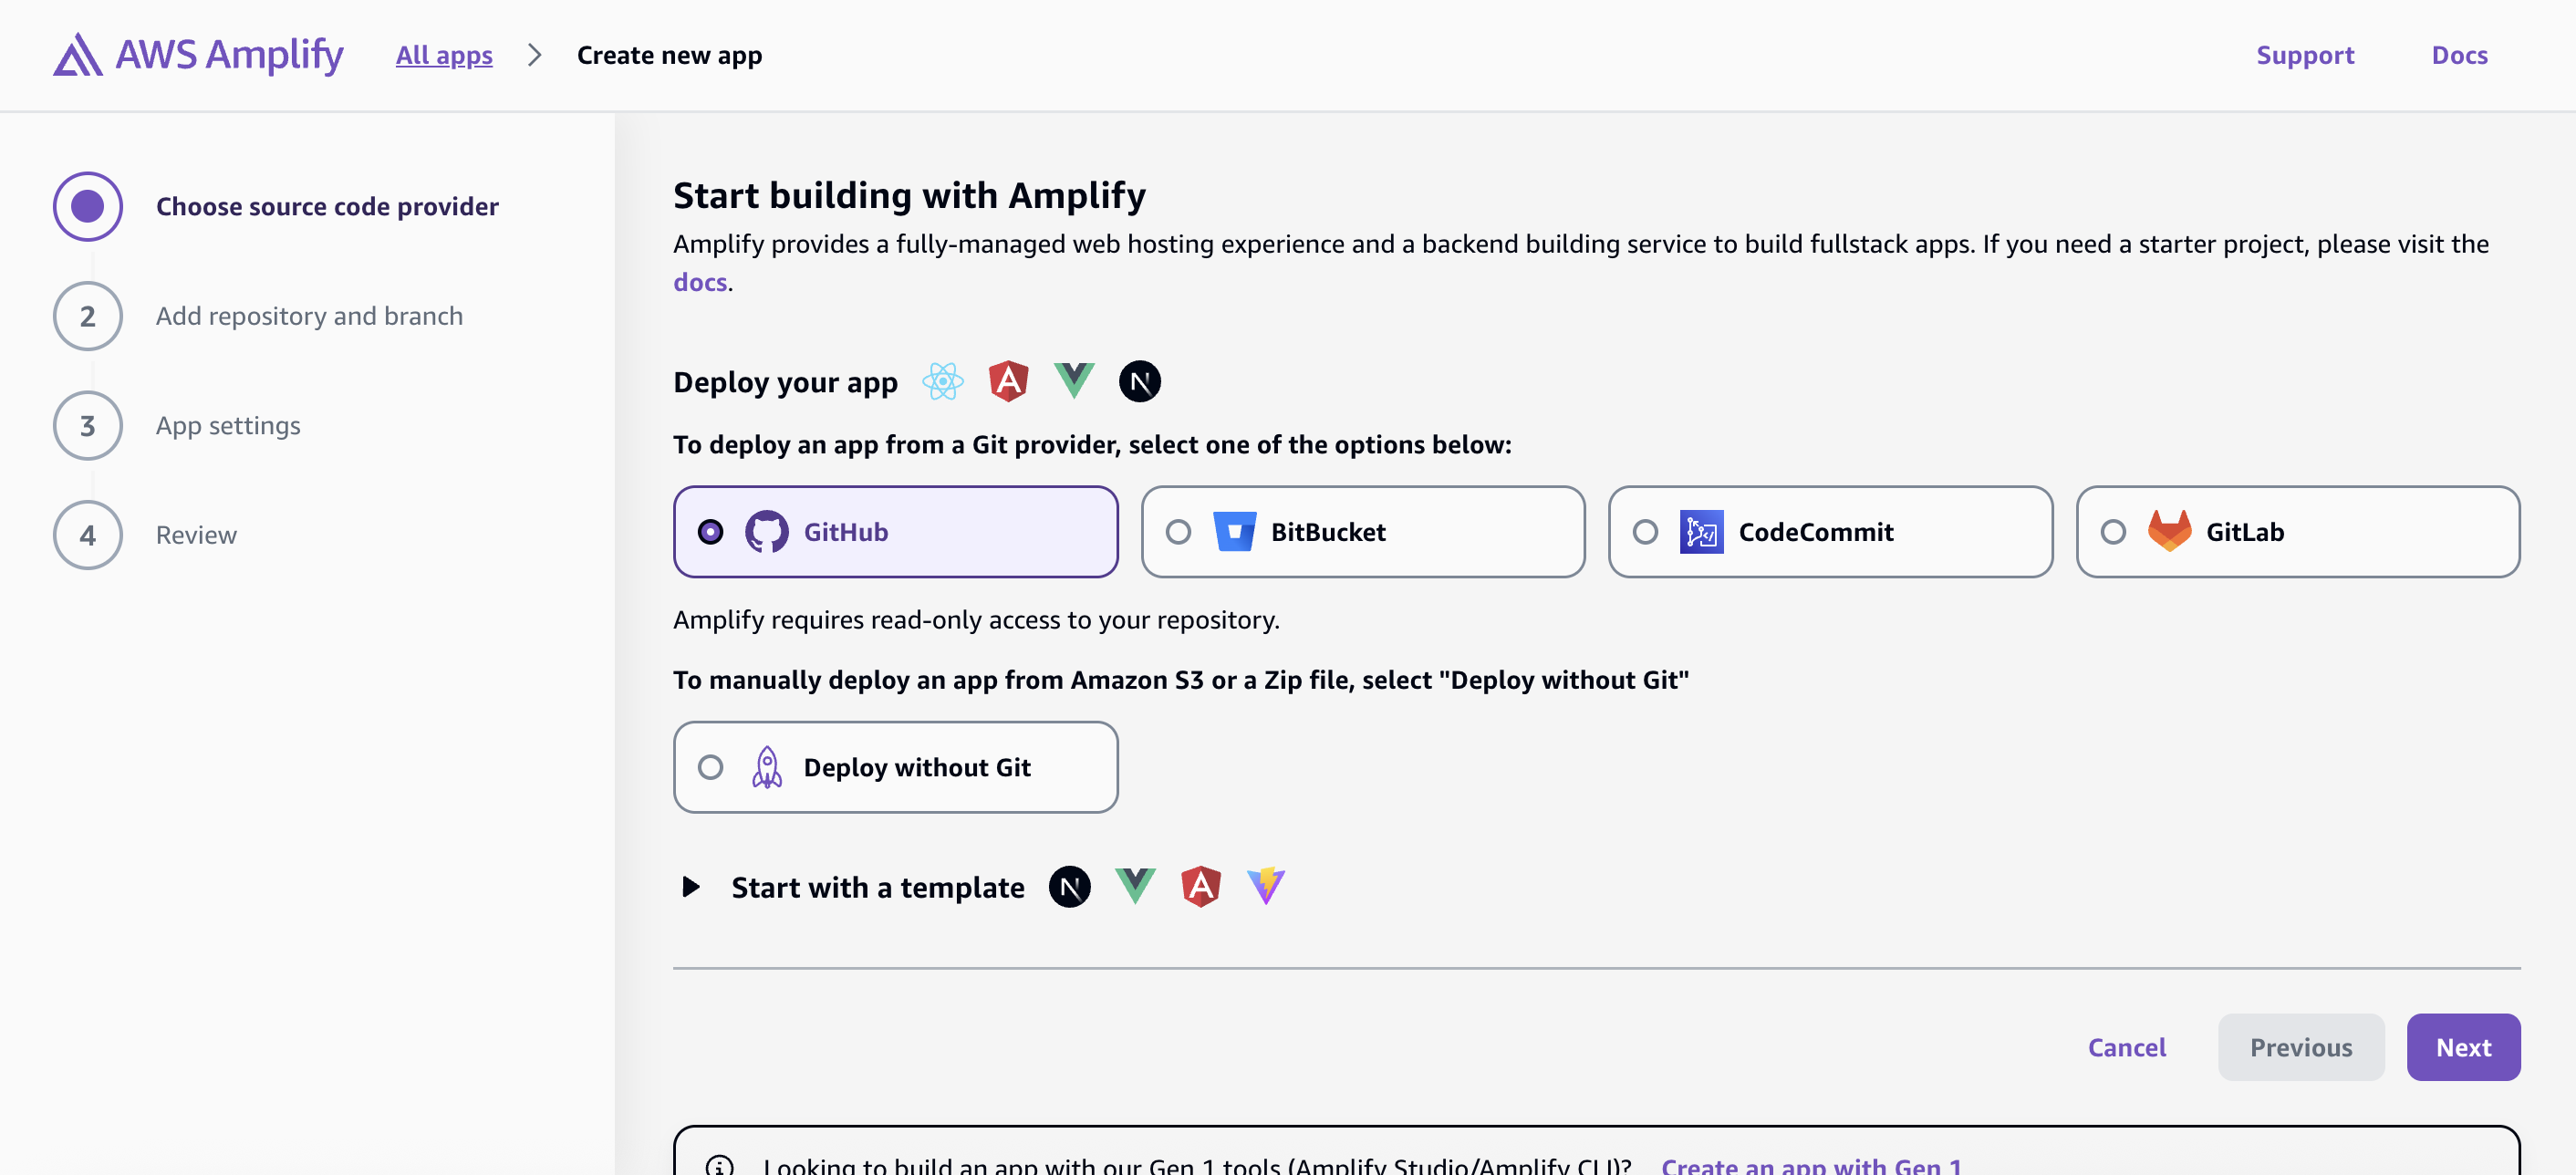 AWS Amplify
All apps
Create new app
Support
Docs
Choose source code provider
2
Add repository and branch
3
App settings
4
Review
Start building with Amplify
Amplify provides a fully-managed web hosting experience and a backend building service to build fullstack apps. If you need a starter project, please visit the
docs.
Deploy your app
To deploy an app from a Git provider, select one of the options below:
GitHub
BitBucket
CodeCommit
GitLab
Amplify requires read-only access to your repository.
To manually deploy an app from Amazon S3 or a Zip file, select "Deploy without Git"
Deploy without Git
Start with a template
Cancel
Previous
Next
Looking to build an app with our Gen 1 tools (Amplify Studio/Amplify CLI)? Create an app with Gen 1